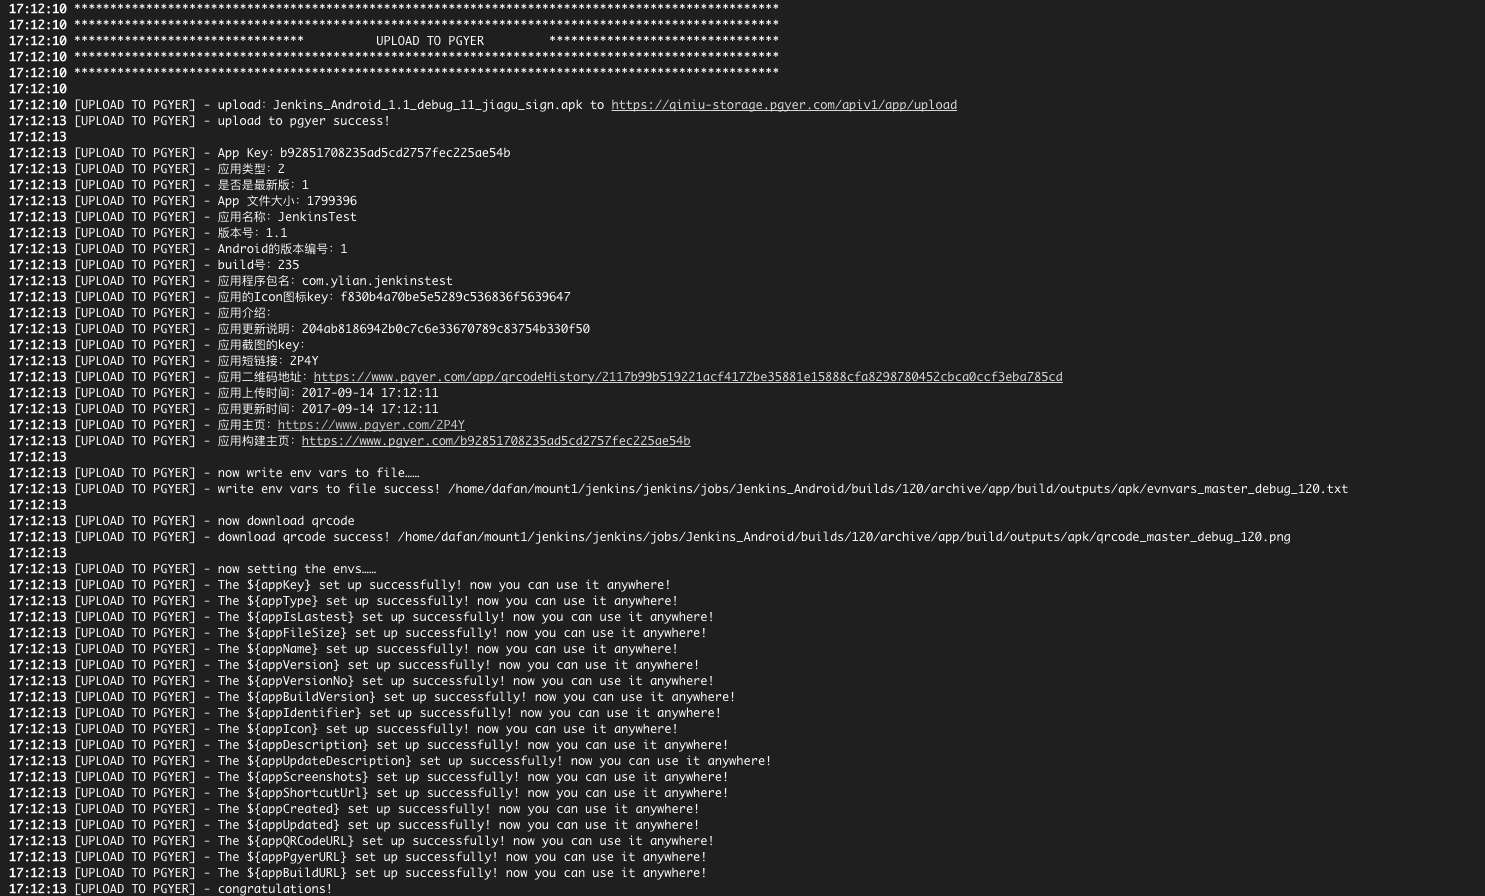 17:12:10 **************************************************************************************************
17:12:10 **************************************************************************************************
17:12:10 ******************************** UPLOAD TO PGYER ********************************
17:12:10 **************************************************************************************************
17:12:10 **************************************************************************************************
17:12:10
17:12:10 [UPLOAD TO PGYER] - upload: Jenkins_Android_1.1_debug_11_jiagu_sign.apk to https://qiniu-storage.pgyer.com/apiv1/app/upload
17:12:13 [UPLOAD TO PGYER] - upload to pgyer success!
17:12:13
17:12:13 [UPLOAD TO PGYER] - App Key: b92851708235ad5cd2757fec225ae54b
17:12:13 [UPLOAD TO PGYER] - 应用类型: 2
17:12:13 [UPLOAD TO PGYER] - 是否是最新版: 1
17:12:13 [UPLOAD TO PGYER] - App 文件大小: 1799396
17:12:13 [UPLOAD TO PGYER] - 应用名称: JenkinsTest
17:12:13 [UPLOAD TO PGYER] - 版本号: 1.1
17:12:13 [UPLOAD TO PGYER] - Android的版本编号: 1
17:12:13 [UPLOAD TO PGYER] - build号: 235
17:12:13 [UPLOAD TO PGYER] - 应用程序包名: com.ylian.jenkinstest
17:12:13 [UPLOAD TO PGYER] - 应用的Icon图标key: f830b4a70be5e5289c536836f5639647
17:12:13 [UPLOAD TO PGYER] - 应用介绍:
17:12:13 [UPLOAD TO PGYER] - 应用更新说明: 204ab8186942b0c7c6e33670789c83754b330f50
17:12:13 [UPLOAD TO PGYER] - 应用截图的key:
17:12:13 [UPLOAD TO PGYER] - 应用短链接: 2P4Y
17:12:13 [UPLOAD TO PGYER] - 应用二维码地址: https://www.pgyer.com/app/qrcodeHistory/2117b99b519221acf4172be35881e15888cfa8298780452cbca0ccf3eba785cd
17:12:13 [UPLOAD TO PGYER] - 应用上传时间: 2017-09-14 17:12:11
17:12:13 [UPLOAD TO PGYER] - 应用更新时间: 2017-09-14 17:12:11
17:12:13 [UPLOAD TO PGYER] - 应用主页: https://www.pgyer.com/2P4Y
17:12:13 [UPLOAD TO PGYER] - 应用构建主页: https://www.pgyer.com/b92851708235ad5cd2757fec225ae54b
17:12:13
17:12:13 [UPLOAD TO PGYER] - now write env vars to file……
17:12:13 [UPLOAD TO PGYER] - write env vars to file success! /home/dafan/mount1/jenkins/jenkins/jobs/Jenkins_Android/builds/120/archive/app/build/outputs/apk/evnvars_master_debug_120.txt
17:12:13
17:12:13 [UPLOAD TO PGYER] - now download qrcode
17:12:13 [UPLOAD TO PGYER] - download qrcode success! /home/dafan/mount1/jenkins/jenkins/jobs/Jenkins_Android/builds/120/archive/app/build/outputs/apk/qrcode_master_debug_120.png
17:12:13
17:12:13 [UPLOAD TO PGYER] - now setting the envs……
17:12:13 [UPLOAD TO PGYER] - The ${appKey} set up successfully! now you can use it anywhere!
17:12:13 [UPLOAD TO PGYER] - The ${appType} set up successfully! now you can use it anywhere!
17:12:13 [UPLOAD TO PGYER] - The ${appIsLastest} set up successfully! now you can use it anywhere!
17:12:13 [UPLOAD TO PGYER] - The ${appFileSize} set up successfully! now you can use it anywhere!
17:12:13 [UPLOAD TO PGYER] - The ${appName} set up successfully! now you can use it anywhere!
17:12:13 [UPLOAD TO PGYER] - The ${appVersion} set up successfully! now you can use it anywhere!
17:12:13 [UPLOAD TO PGYER] - The ${appVersionNo} set up successfully! now you can use it anywhere!
17:12:13 [UPLOAD TO PGYER] - The ${appBuildVersion} set up successfully! now you can use it anywhere!
17:12:13 [UPLOAD TO PGYER] - The ${appIdentifier} set up successfully! now you can use it anywhere!
17:12:13 [UPLOAD TO PGYER] - The ${appIcon} set up successfully! now you can use it anywhere!
17:12:13 [UPLOAD TO PGYER] - The ${appDescription} set up successfully! now you can use it anywhere!
17:12:13 [UPLOAD TO PGYER] - The ${appUpdateDescription} set up successfully! now you can use it anywhere!
17:12:13 [UPLOAD TO PGYER] - The ${appScreenshots} set up successfully! now you can use it anywhere!
17:12:13 [UPLOAD TO PGYER] - The ${appShortcutUrl} set up successfully! now you can use it anywhere!
17:12:13 [UPLOAD TO PGYER] - The ${appCreated} set up successfully! now you can use it anywhere!
17:12:13 [UPLOAD TO PGYER] - The ${appUpdated} set up successfully! now you can use it anywhere!
17:12:13 [UPLOAD TO PGYER] - The ${appQRCodeURL} set up successfully! now you can use it anywhere!
17:12:13 [UPLOAD TO PGYER] - The ${appPgyerURL} set up successfully! now you can use it anywhere!
17:12:13 [UPLOAD TO PGYER] - The ${appBuildURL} set up successfully! now you can use it anywhere!
17:12:13 [UPLOAD TO PGYER] - congratulations!